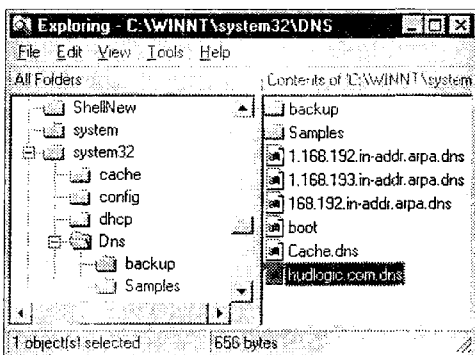 Exploring - C:\WINNT\system32\DNS
File Edit View Tools Help
All Folders
Contents of 'C:\WINNT\system
ShellNew
system
system32
cache
config
dhcp
Dns
backup
Samples
backup
Samples
1.168.192.in-addr.arpa.dns
1.168.193.in-addr.arpa.dns
168.192.in-addr.arpa.dns
boot
Cache.dns
hudlogic.com.dns
1 object(s) selected
656 bytes